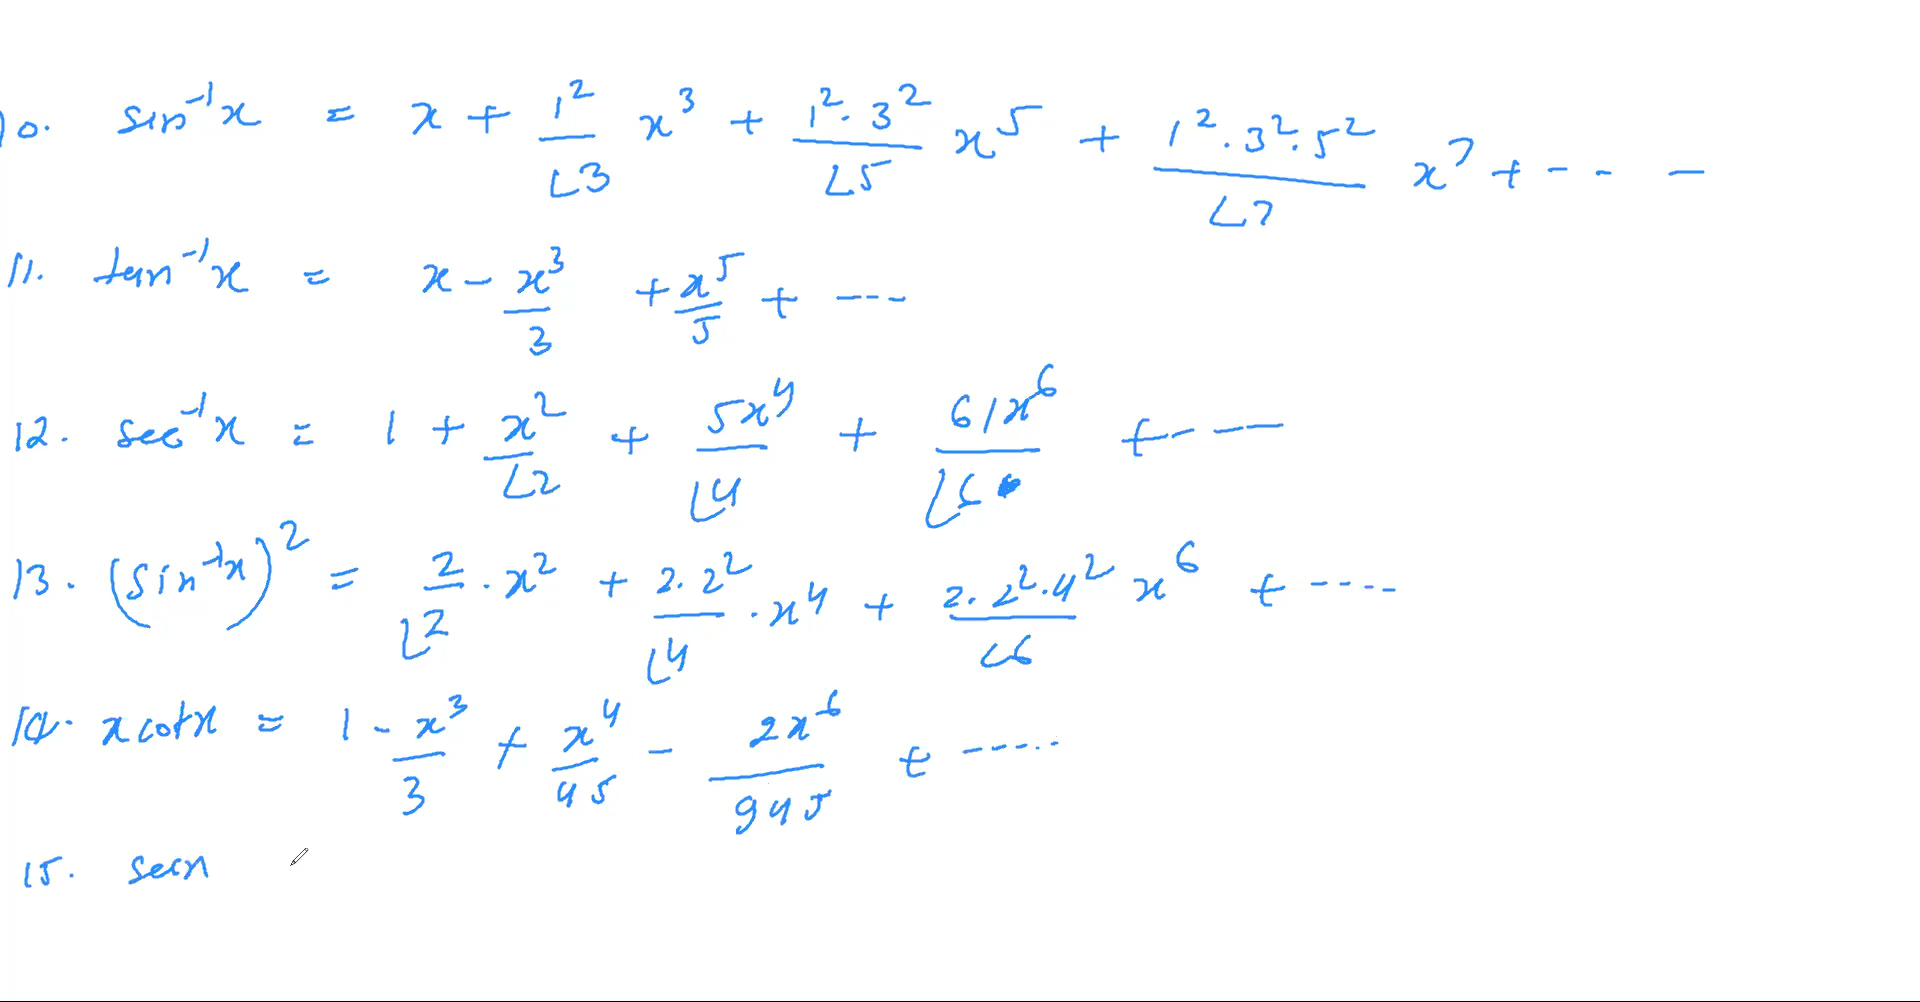 10. sin⁻¹x = x + 1²/∟3 x³ + 1²·3²/∟5 x⁵ + 1²·3²·5²/∟7 x⁷ + -- -
11. tan⁻¹x = x - x³/3 + x⁵/5 + ---
12. sec⁻¹x = 1 + x²/∟2 + 5x⁴/∟4 + 61x⁶/∟6 + ---
13. (sin⁻¹x)² = 2/∟2 · x² + 2·2²/∟4 · x⁴ + 2·2²·4²/∟6 x⁶ + ----
14. x cotx = 1 - x³/3 + x⁴/45 - 2x⁶/945 + -----
15. secx